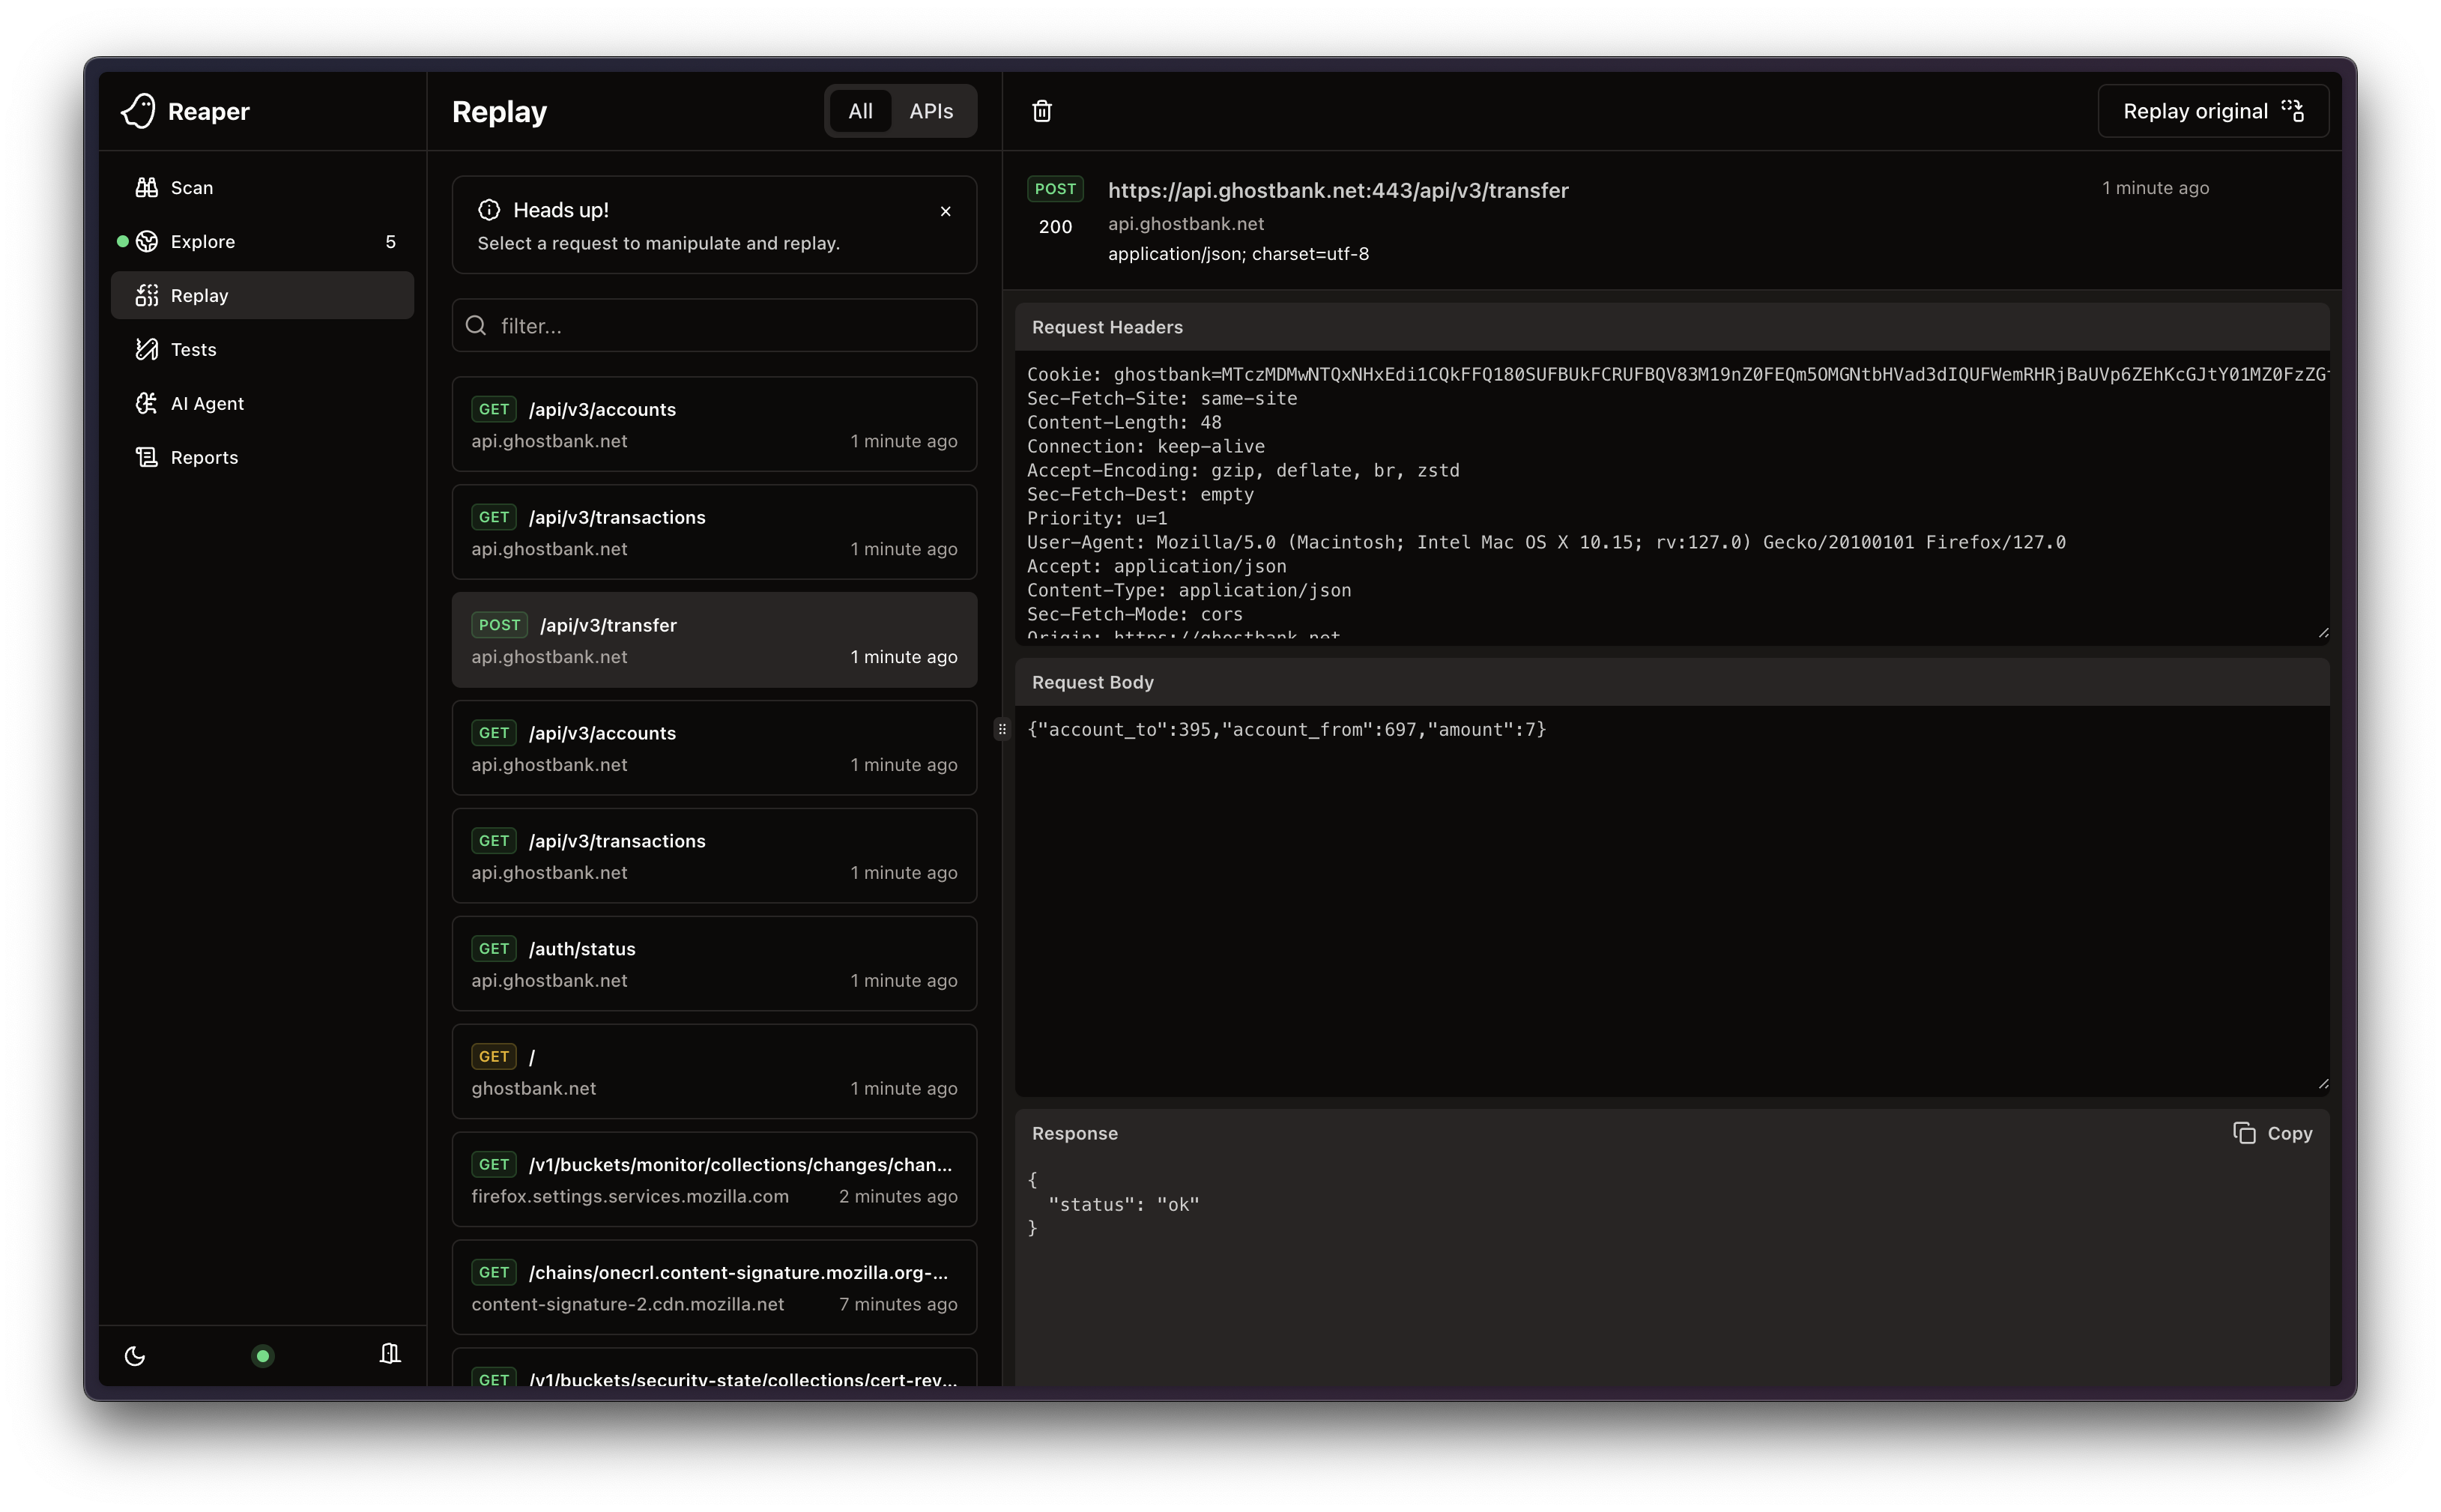 Reaper
Scan
Explore 5
Replay
Tests
AI Agent
Reports
Replay
All APIs
Heads up!
Select a request to manipulate and replay.
filter...
GET /api/v3/accounts
api.ghostbank.net 1 minute ago
GET /api/v3/transactions
api.ghostbank.net 1 minute ago
POST /api/v3/transfer
api.ghostbank.net 1 minute ago
GET /api/v3/accounts
api.ghostbank.net 1 minute ago
GET /api/v3/transactions
api.ghostbank.net 1 minute ago
GET /auth/status
api.ghostbank.net 1 minute ago
GET /
ghostbank.net 1 minute ago
GET /v1/buckets/monitor/collections/changes/chan...
firefox.settings.services.mozilla.com 2 minutes ago
GET /chains/onecrl.content-signature.mozilla.org-...
content-signature-2.cdn.mozilla.net 7 minutes ago
GET /v1/buckets/security-state/collections/cert-rev...
Replay original
POST https://api.ghostbank.net:443/api/v3/transfer 1 minute ago
200 api.ghostbank.net
application/json; charset=utf-8
Request Headers
Cookie: ghostbank=MTczMDMwNTQxNHxEdi1CQkFFQ180SUFBUkFCRUFBQV83M19nZ0FEQm5OMGNtbHVad3dIQUFWemRHRjBaUVp6ZEhKcGJtY01MZ0FzZG
Sec-Fetch-Site: same-site
Content-Length: 48
Connection: keep-alive
Accept-Encoding: gzip, deflate, br, zstd
Sec-Fetch-Dest: empty
Priority: u=1
User-Agent: Mozilla/5.0 (Macintosh; Intel Mac OS X 10.15; rv:127.0) Gecko/20100101 Firefox/127.0
Accept: application/json
Content-Type: application/json
Sec-Fetch-Mode: cors
Origin: https://ghostbank.net
Request Body
{"account_to":395,"account_from":697,"amount":7}
Response
Copy
{
"status": "ok"
}